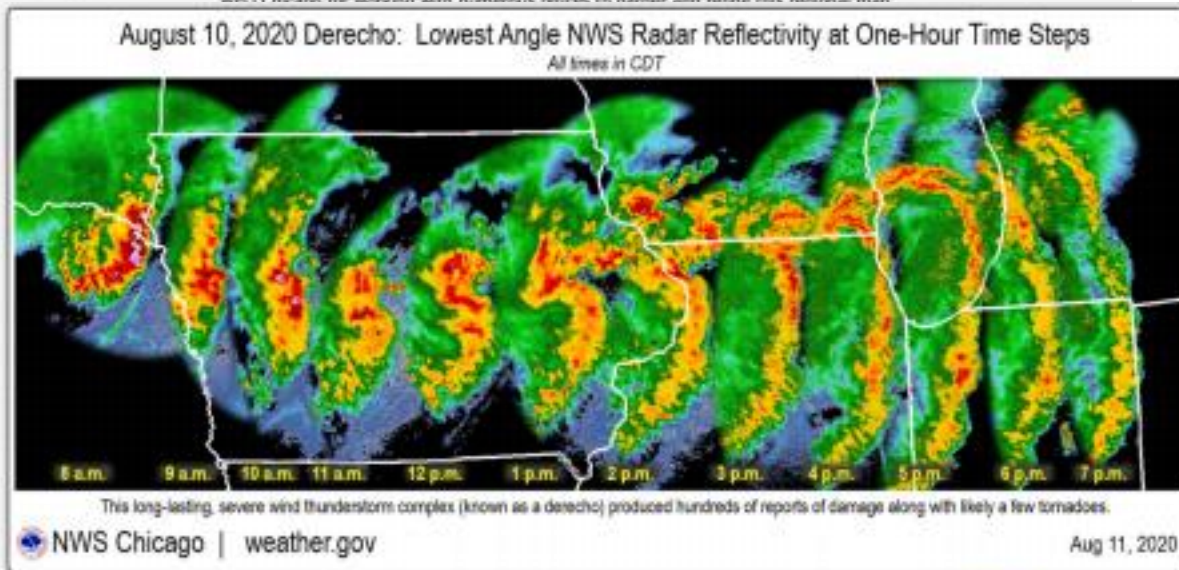 August 10, 2020 Derecho: Lowest Angle NWS Radar Reflectivity at One-Hour Time Steps
All times in CDT
8 a.m. 9 a.m. 10 a.m. 11 a.m. 12 p.m. 1 p.m. 2 p.m. 3 p.m. 4 p.m. 5 p.m. 6 p.m. 7 p.m.
This long-lasting, severe wind thunderstorm complex (known as a derecho) produced hundreds of reports of damage along with likely a few tornadoes.
NWS Chicago | weather.gov
Aug 11, 2020